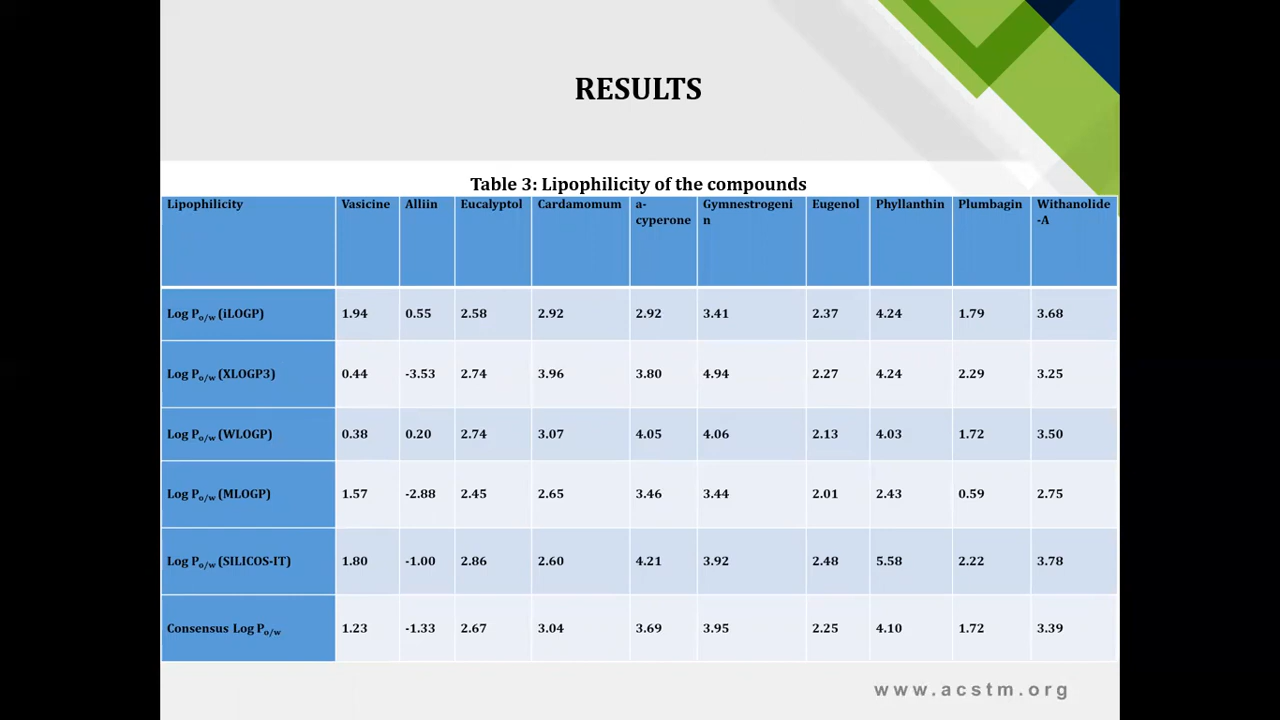 RESULTS
Table 3: Lipophilicity of the compounds
Lipophilicity Vasicine Alliin Eucalyptol Cardamomum a-cyperone Gymnestrogenin Eugenol Phyllanthin Plumbagin Withanolide-A
Log Po/w (iLOGP) 1.94 0.55 2.58 2.92 2.92 3.41 2.37 4.24 1.79 3.68
Log Po/w (XLOGP3) 0.44 -3.53 2.74 3.96 3.80 4.94 2.27 4.24 2.29 3.25
Log Po/w (WLOGP) 0.38 0.20 2.74 3.07 4.05 4.06 2.13 4.03 1.72 3.50
Log Po/w (MLOGP) 1.57 -2.88 2.45 2.65 3.46 3.44 2.01 2.43 0.59 2.75
Log Po/w (SILICOS-IT) 1.80 -1.00 2.86 2.60 4.21 3.92 2.48 5.58 2.22 3.78
Consensus Log Po/w 1.23 -1.33 2.67 3.04 3.69 3.95 2.25 4.10 1.72 3.39
www.acstm.org